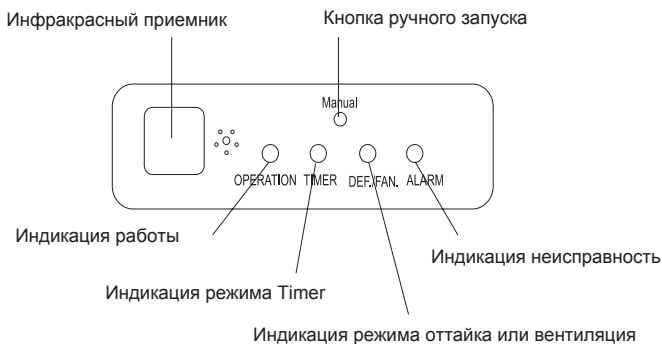 Инфракрасный приемник
Кнопка ручного запуска
Manual
OPERATION TIMER DEF./FAN. ALARM
Индикация работы
Индикация неисправность
Индикация режима Timer
Индикация режима оттайка или вентиляция